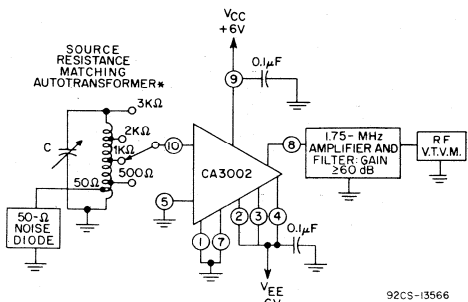 VCC
+6V
SOURCE
RESISTANCE
MATCHING
AUTOTRANSFORMER*
0.1μF
9
3KΩ
2KΩ
1KΩ
500Ω
50Ω
C
10
5
CA3002
8
1.75-MHz
AMPLIFIER AND
FILTER: GAIN
≥60 dB
RF
V.T.V.M.
50-Ω
NOISE
DIODE
1
7
2
3
4
0.1μF
VEE
92CS-13566